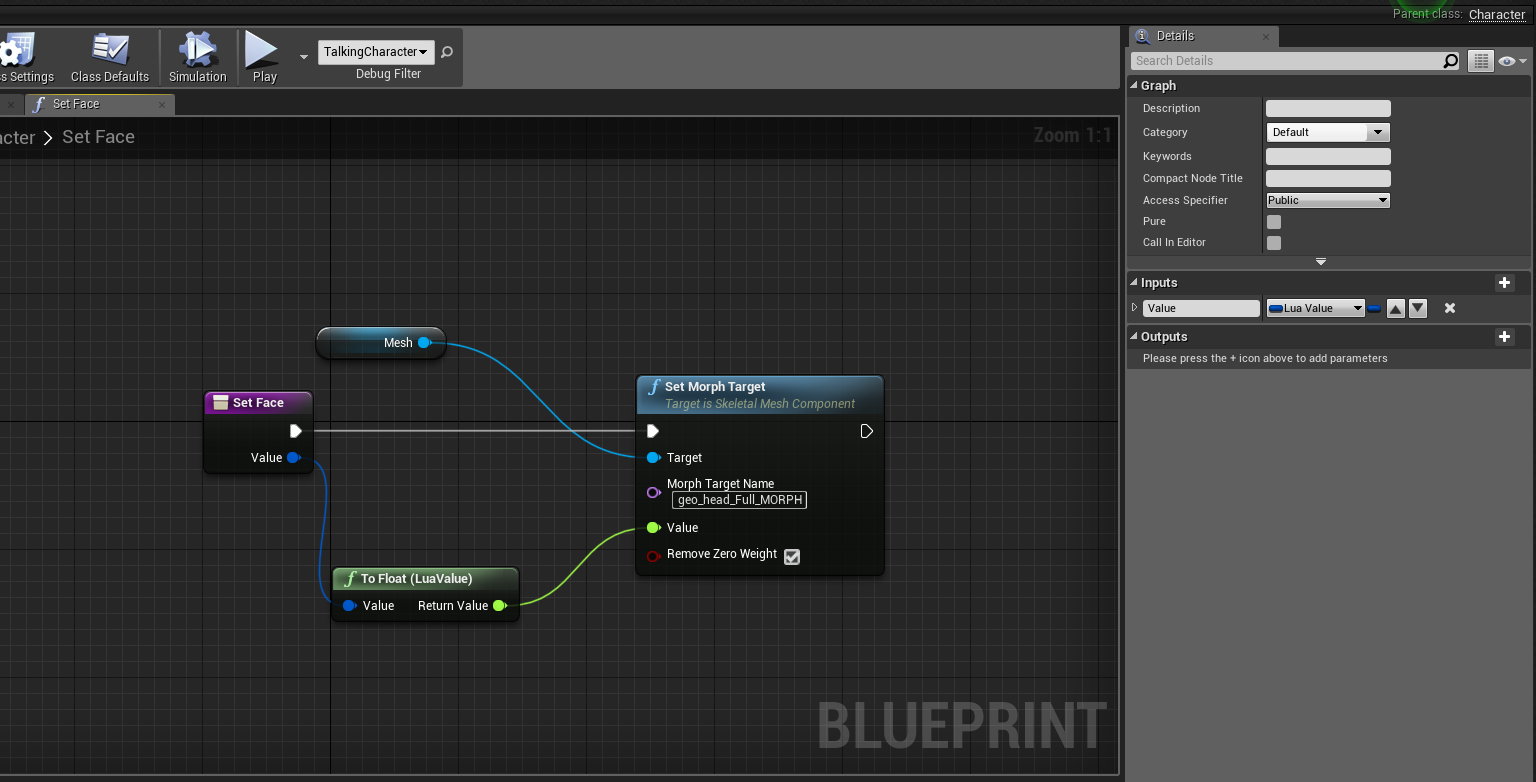 Parent class: Character
s Settings
Class Defaults
Simulation
Play
TalkingCharacter
Debug Filter
Set Face
acter > Set Face
Zoom 1:1
Mesh
Set Face
Value
To Float (LuaValue)
Value Return Value
Set Morph Target
Target is Skeletal Mesh Component
Target
Morph Target Name
geo_head_Full_MORPH
Value
Remove Zero Weight
BLUEPRINT
Details
Search Details
Graph
Description
Category Default
Keywords
Compact Node Title
Access Specifier Public
Pure
Call In Editor
Inputs
Value Lua Value
Outputs
Please press the + icon above to add parameters